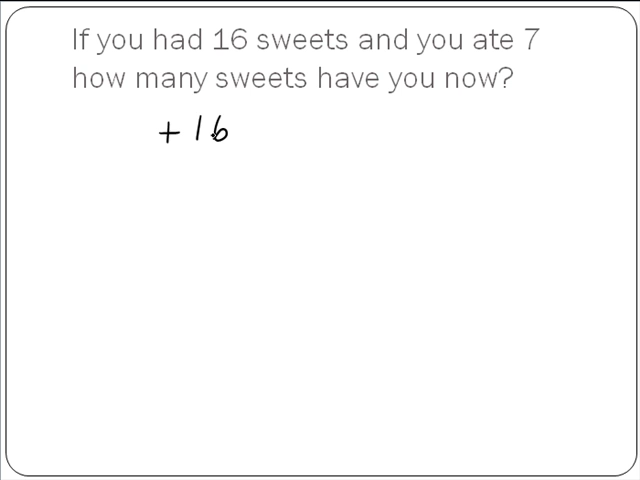 If you had 16 sweets and you ate 7
how many sweets have you now?
+ 16